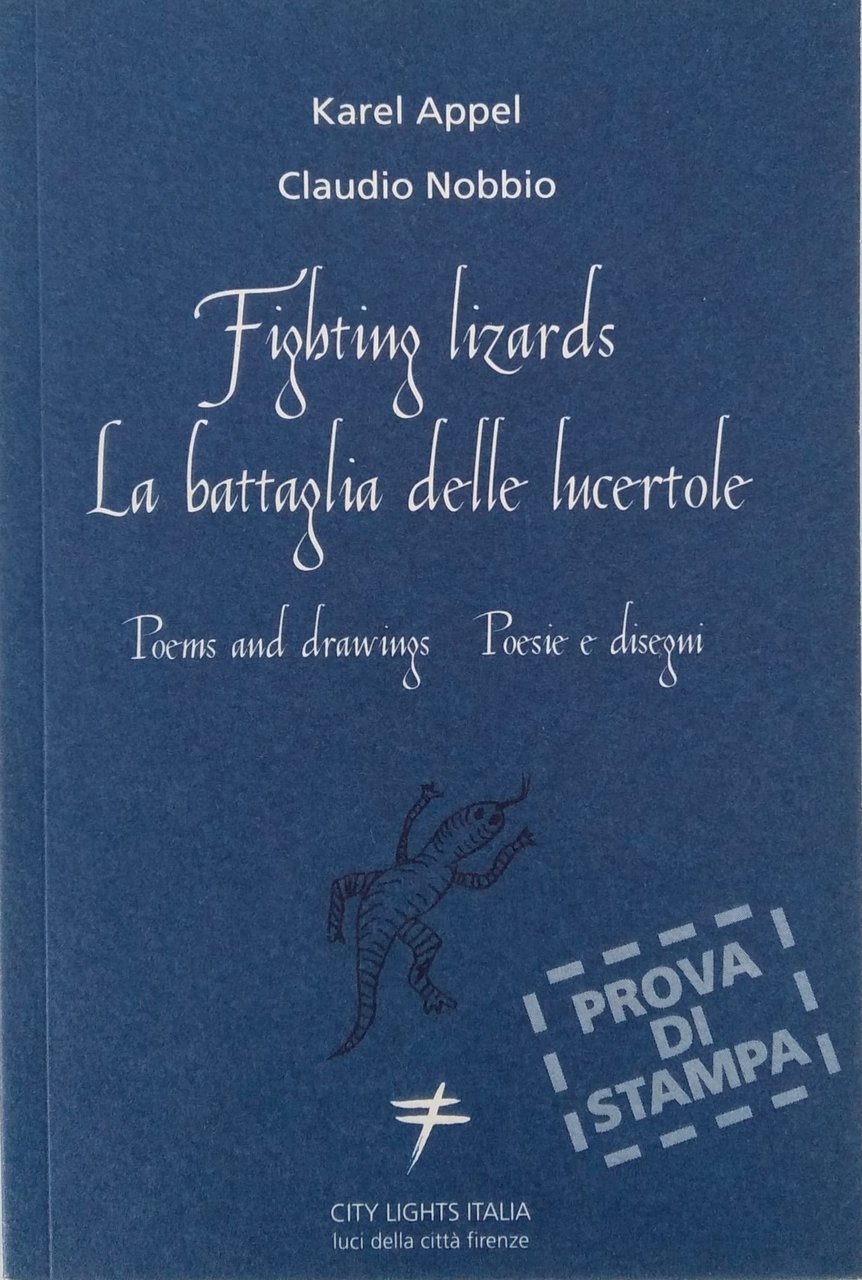 Karel Appel
Claudio Nobbio
Fighting lizards
La battaglia delle lucertole
Poems and drawings Poesie e disegni
PROVA
DI
STAMPA
CITY LIGHTS ITALIA
luci della città firenze